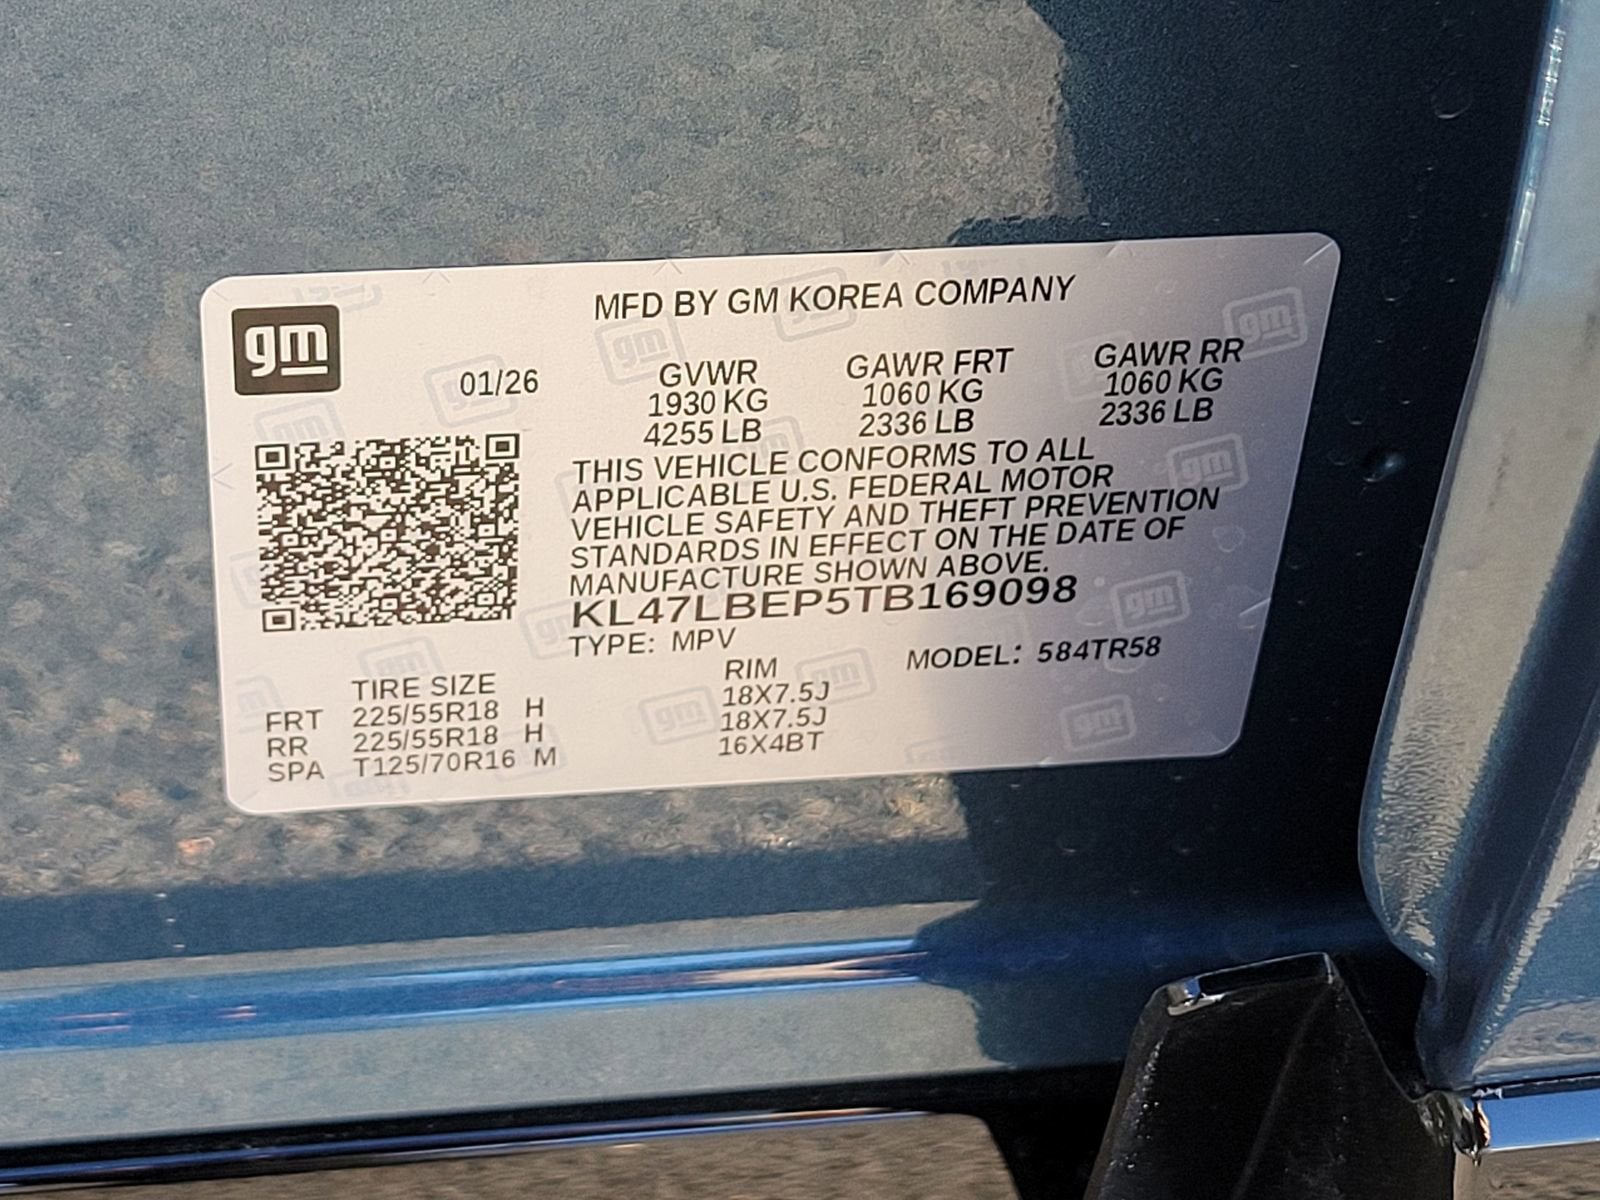 MFD BY GM KOREA COMPANY
gm
01/26
GVWR GAWR FRT GAWR RR
1930 KG 1060 KG 1060 KG
4255 LB 2336 LB 2336 LB
THIS VEHICLE CONFORMS TO ALL
APPLICABLE U.S. FEDERAL MOTOR
VEHICLE SAFETY AND THEFT PREVENTION
STANDARDS IN EFFECT ON THE DATE OF
MANUFACTURE SHOWN ABOVE.
KL47LBEP5TB169098
TYPE: MPV MODEL: 584TR58
TIRE SIZE RIM
FRT 225/55R18 H 18X7.5J
RR 225/55R18 H 18X7.5J
SPA T125/70R16 M 16X4BT